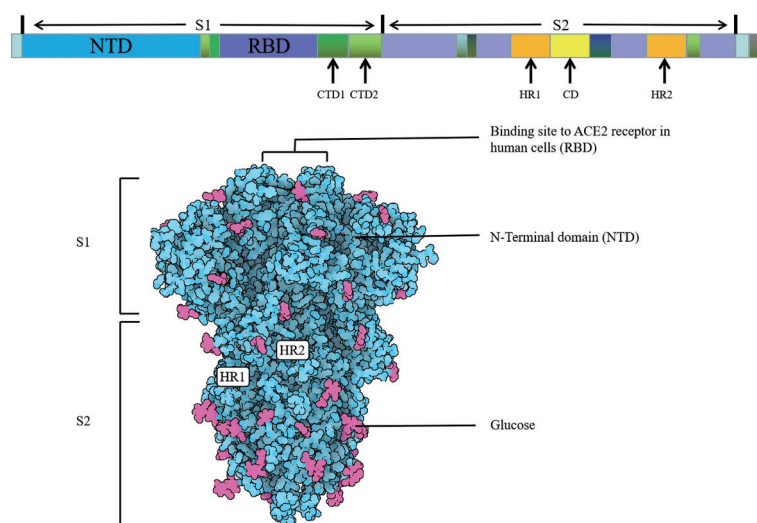 S1
S2
NTD
RBD
CTD1
CTD2
HR1
CD
HR2
Binding site to ACE2 receptor in
human cells (RBD)
S1
N-Terminal domain (NTD)
HR2
HR1
S2
Glucose